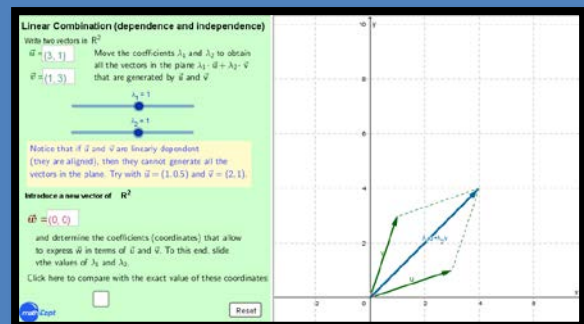 Linear Combination (dependence and independence)
Write two vectors in R²
u⃗ = (3, 1)
v⃗ = (1, 3)
Move the coefficients λ₁ and λ₂ to obtain
all the vectors in the plane λ₁· u⃗ + λ₂· v⃗
that are generated by u⃗ and v⃗
λ₁ = 1
λ₂ = 1
Notice that if u⃗ and v⃗ are linearly dependent
(they are aligned), then they cannot generate all the
vectors in the plane. Try with u⃗ = (1, 0.5) and v⃗ = (2, 1).
Introduce a new vector of R²
w⃗ = (0, 0)
and determine the coefficients (coordinates) that allow
to express w⃗ in terms of u⃗ and v⃗. To this end, slide
vthe values of λ₁ and λ₂.
Click here to compare with the exact value of these coordinates
Reset
10 y
8
6
4
2
0
-2
2
4
6
λ₁u+λ₂v
v
u